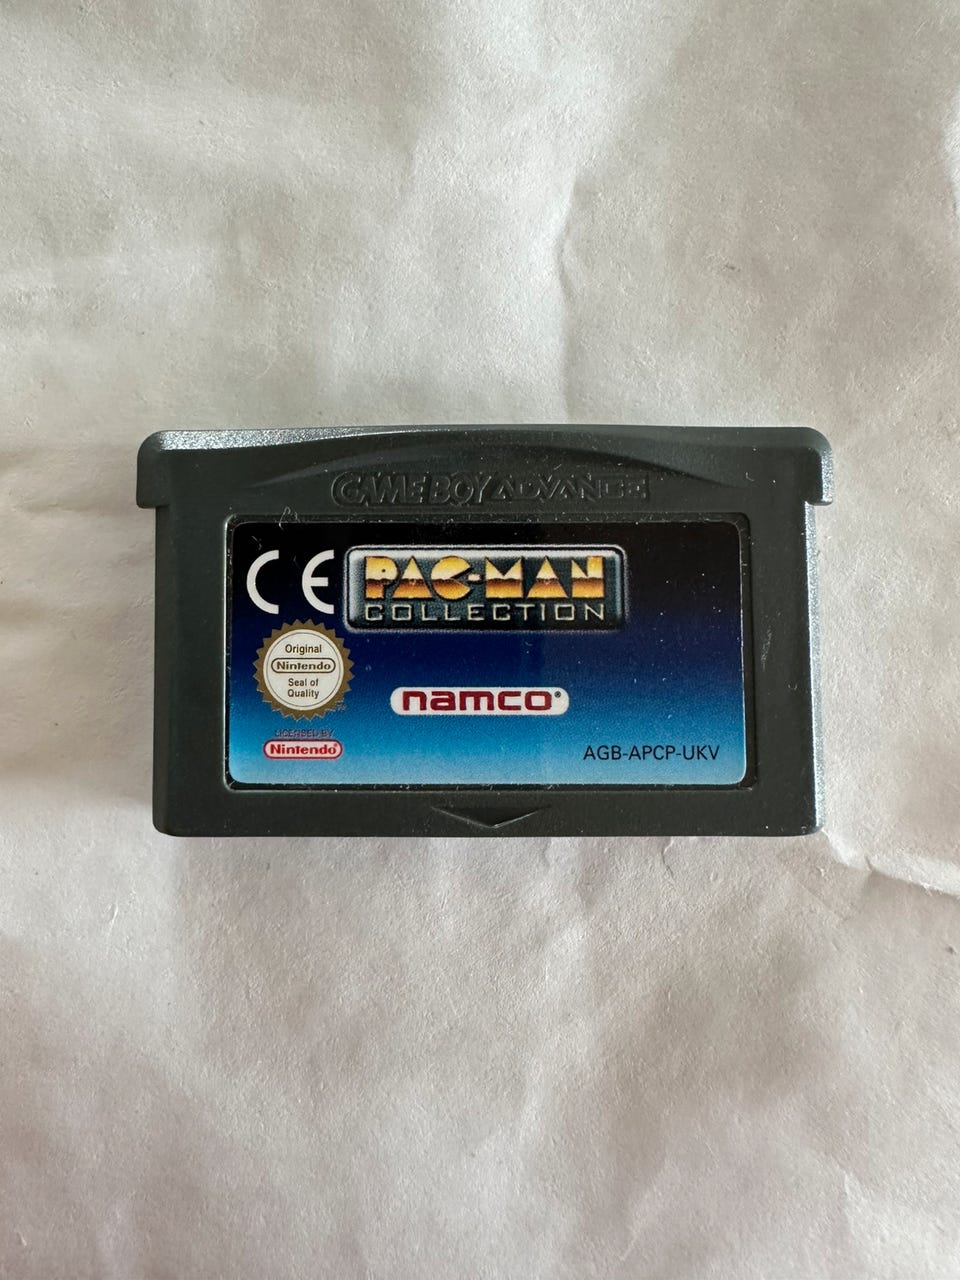 GAME BOY ADVANCE
CE
PAC-MAN
COLLECTION
Original
Nintendo
Seal of
Quality
TM
namco®
LICENSED BY
Nintendo®
AGB-APCP-UKV